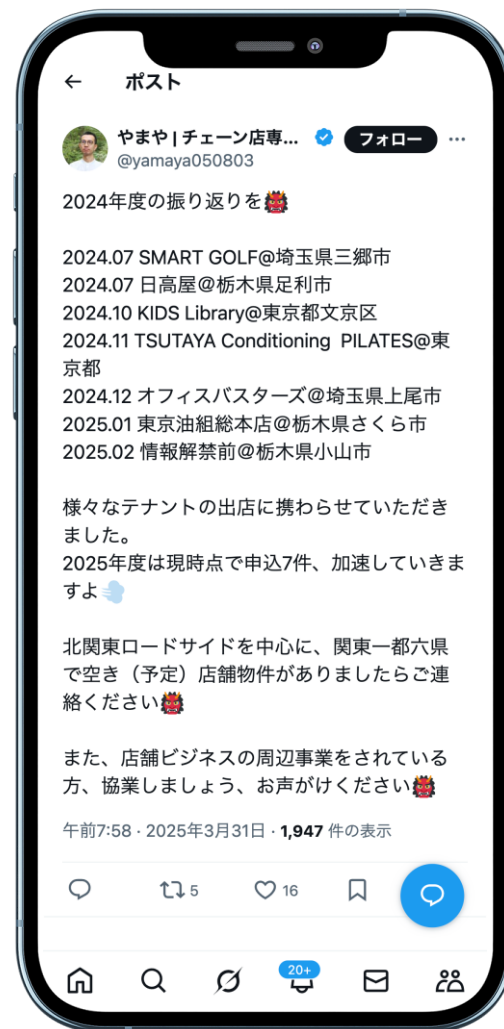 ポスト
やまや | チェーン店専...
フォロー
@yamaya050803
2024年度の振り返りを👹
2024.07 SMART GOLF@埼玉県三郷市
2024.07 日高屋@栃木県足利市
2024.10 KIDS Library@東京都文京区
2024.11 TSUTAYA Conditioning PILATES@東
京都
2024.12 オフィスバスターズ@埼玉県上尾市
2025.01 東京油組総本店@栃木県さくら市
2025.02 情報解禁前@栃木県小山市
様々なテナントの出店に携わらせていただき
ました。
2025年度は現時点で申込7件、加速していきま
すよ💨
北関東ロードサイドを中心に、関東一都六県
で空き（予定）店舗物件がありましたらご連
絡ください👹
また、店舗ビジネスの周辺事業をされている
方、協業しましょう、お声がけください👹
午前7:58 · 2025年3月31日 · 1,947 件の表示
5
16
20+